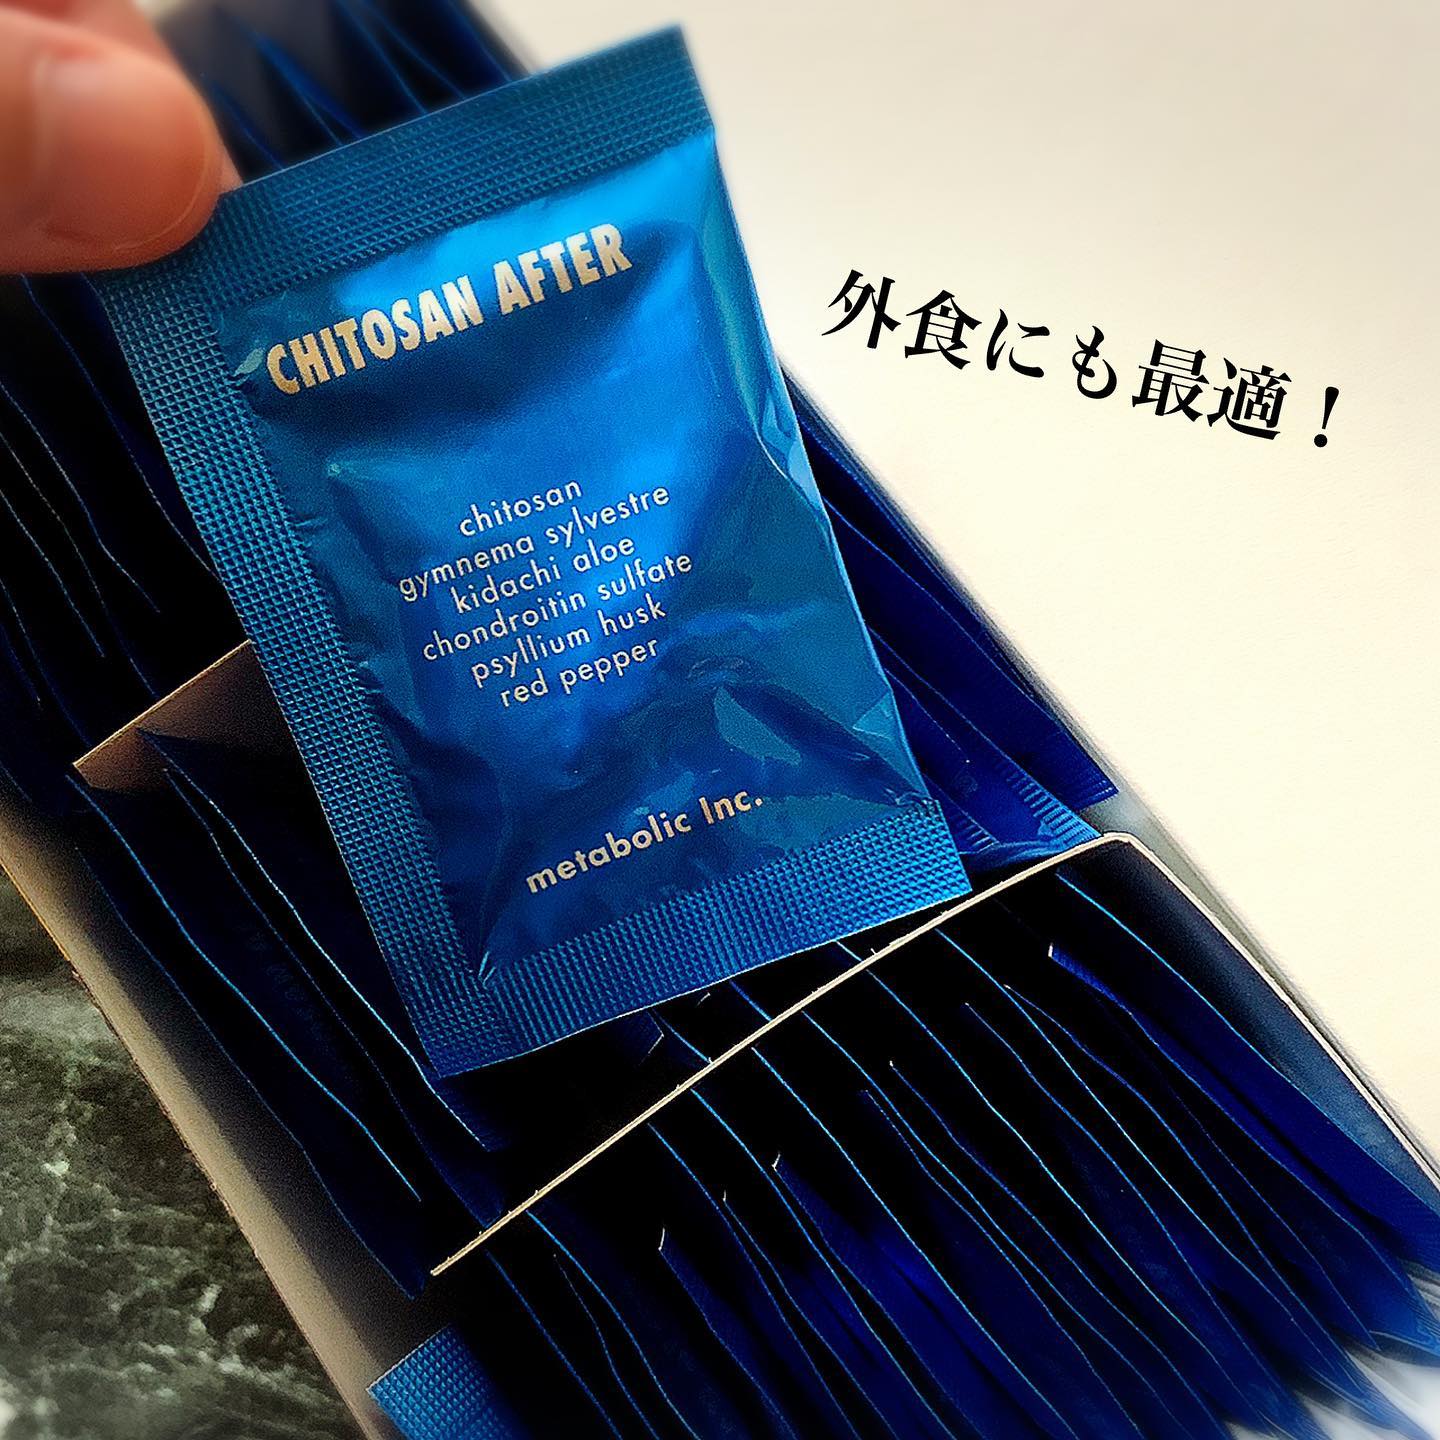 CHITOSAN AFTER
chitosan
gymnema sylvestre
kidachi aloe
chondroitin sulfate
psyllium husk
red pepper
metabolic Inc.
外食にも最適！